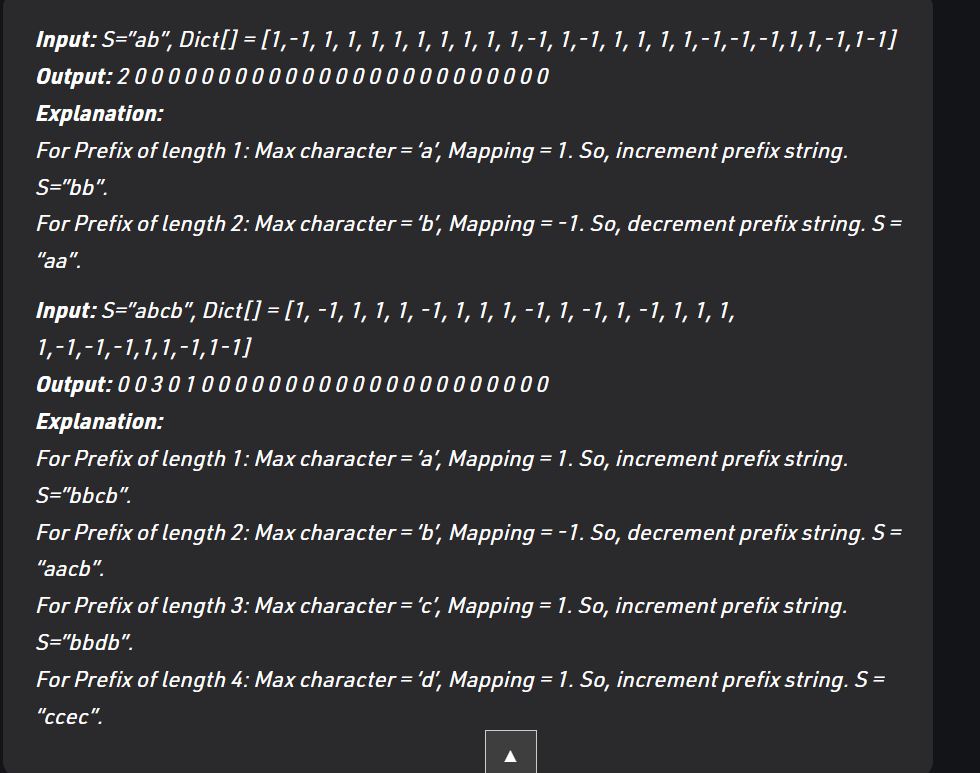 Input: S="ab", Dict[] = [1,-1, 1, 1, 1, 1, 1, 1, 1, 1, 1,-1, 1,-1, 1, 1, 1, 1,-1,-1,-1,1,1,-1,1-1]
Output: 2 0 0 0 0 0 0 0 0 0 0 0 0 0 0 0 0 0 0 0 0 0 0 0 0 0
Explanation:
For Prefix of length 1: Max character = 'a', Mapping = 1. So, increment prefix string.
S="bb".
For Prefix of length 2: Max character = 'b', Mapping = -1. So, decrement prefix string. S =
"aa".
Input: S="abcb", Dict[] = [1, -1, 1, 1, 1, -1, 1, 1, 1, -1, 1, -1, 1, -1, 1, 1, 1,
1,-1,-1,-1,1,1,-1,1-1]
Output: 0 0 3 0 1 0 0 0 0 0 0 0 0 0 0 0 0 0 0 0 0 0 0 0 0 0
Explanation:
For Prefix of length 1: Max character = 'a', Mapping = 1. So, increment prefix string.
S="bbcb".
For Prefix of length 2: Max character = 'b', Mapping = -1. So, decrement prefix string. S =
"aacb".
For Prefix of length 3: Max character = 'c', Mapping = 1. So, increment prefix string.
S="bbdb".
For Prefix of length 4: Max character = 'd', Mapping = 1. So, increment prefix string. S =
"ccec".